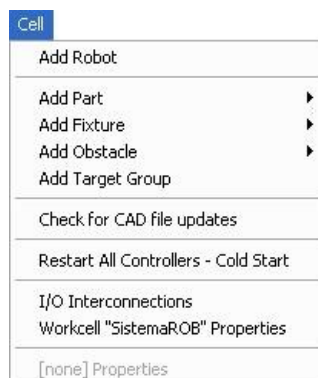 Cell
Add Robot
Add Part
Add Fixture
Add Obstacle
Add Target Group
Check for CAD file updates
Restart All Controllers - Cold Start
I/O Interconnections
Workcell "SistemaROB" Properties
[none] Properties